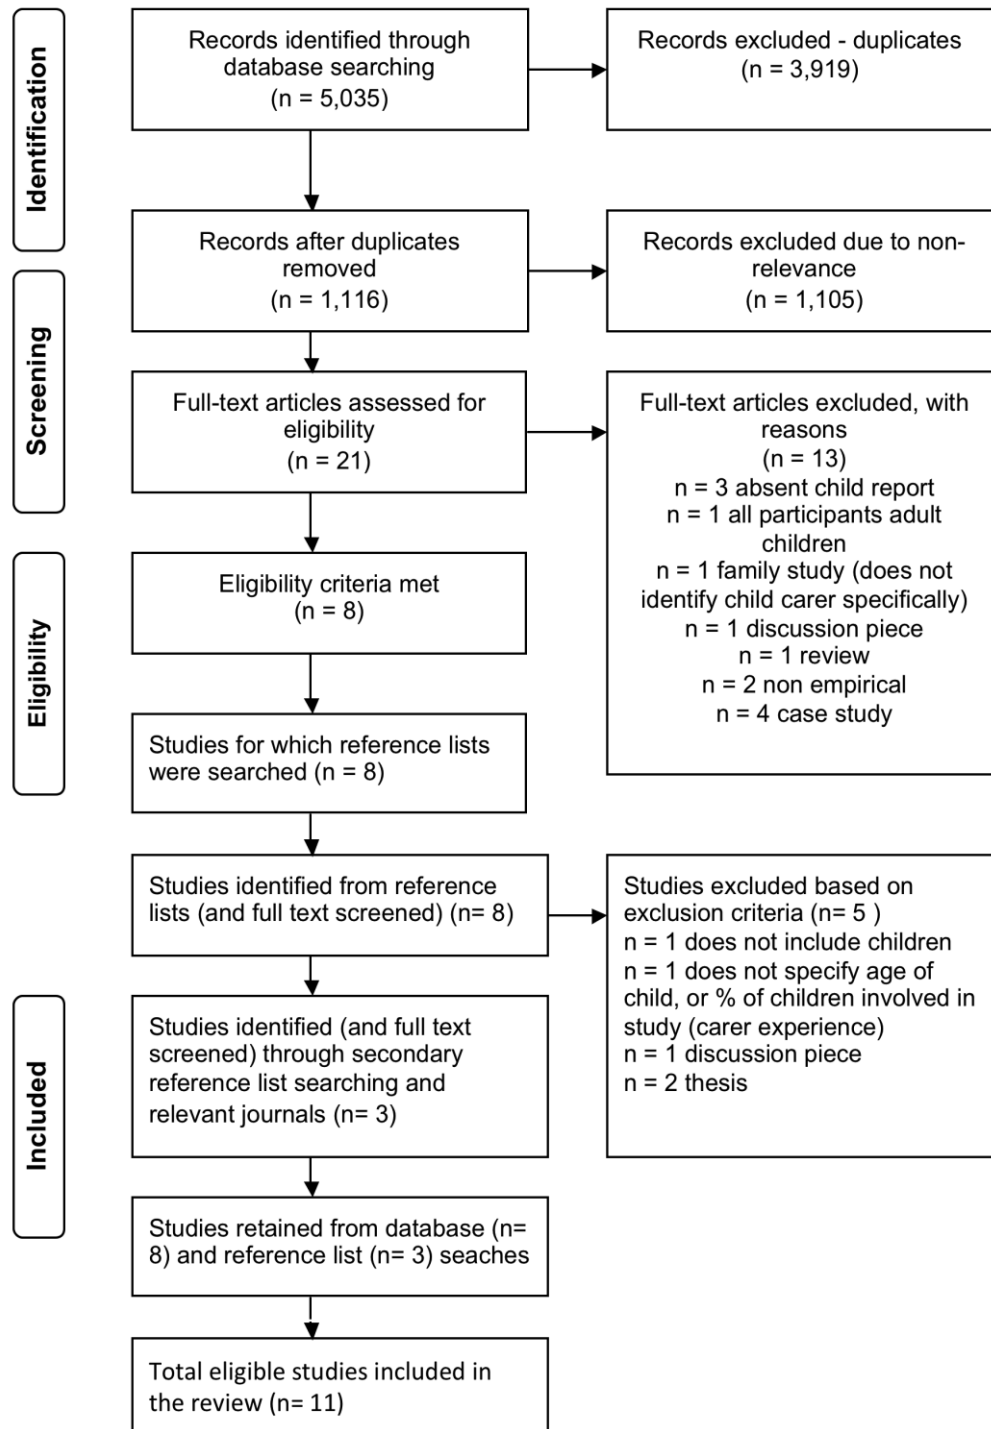 Identification
Records identified through
database searching
(n = 5,035)
Records excluded - duplicates
(n = 3,919)
Records after duplicates
removed
(n = 1,116)
Records excluded due to non-
relevance
(n = 1,105)
Screening
Full-text articles assessed for
eligibility
(n = 21)
Full-text articles excluded, with
reasons
(n = 13)
n = 3 absent child report
n = 1 all participants adult
children
n = 1 family study (does not
identify child carer specifically)
n = 1 discussion piece
n = 1 review
n = 2 non empirical
n = 4 case study
Eligibility
Eligibility criteria met
(n = 8)
Studies for which reference lists
were searched (n = 8)
Studies identified from reference
lists (and full text screened) (n= 8)
Studies excluded based on
exclusion criteria (n= 5 )
n = 1 does not include children
n = 1 does not specify age of
child, or % of children involved in
study (carer experience)
n = 1 discussion piece
n = 2 thesis
Included
Studies identified (and full text
screened) through secondary
reference list searching and
relevant journals (n= 3)
Studies retained from database (n=
8) and reference list (n= 3) seaches
Total eligible studies included in
the review (n= 11)